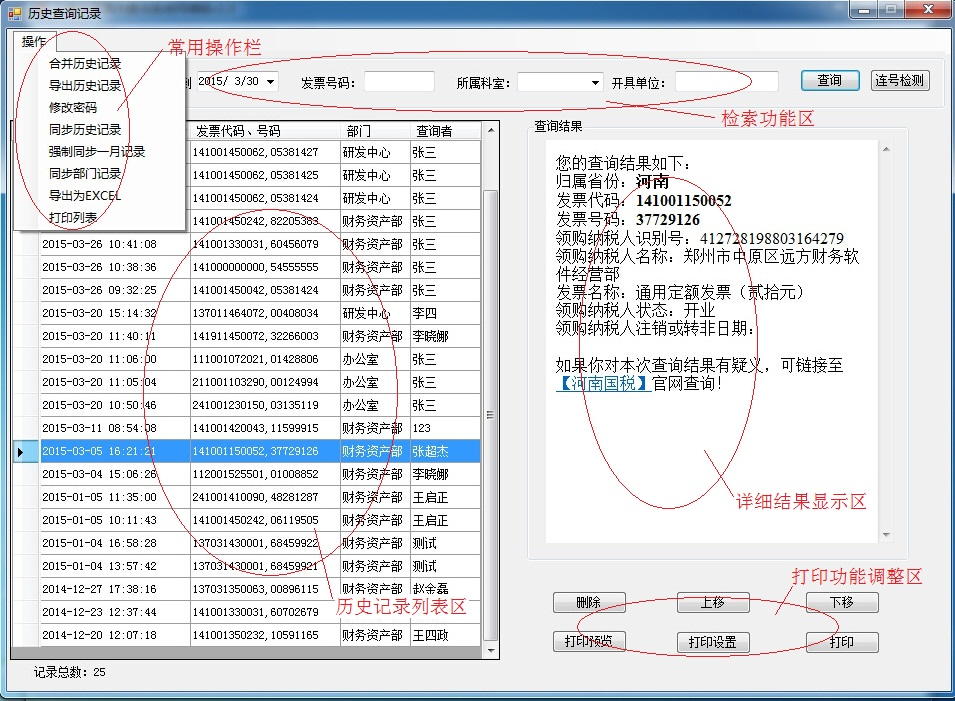 历史查询记录
操作
常用操作栏
合并历史记录
导出历史记录
修改密码
同步历史记录
强制同步一月记录
同步部门记录
导出为EXCEL
打印列表
到 2015/ 3/30 发票号码: 所属科室: 开具单位: 查询 连号检测
检索功能区
发票代码、号码 部门 查询者
141001450062,05381427 研发中心 张三
141001450062,05381425 研发中心 张三
141001450062,05381424 研发中心 张三
141001450242,82205383 财务资产部 张三
2015-03-26 10:41:08 141001330031,60456079 财务资产部 张三
2015-03-26 10:38:36 141000000000,54555555 财务资产部 张三
2015-03-26 09:32:25 141001450042,05381424 财务资产部 张三
2015-03-20 15:14:32 137011464072,00408034 研发中心 李四
2015-03-20 11:40:11 141911450072,32266003 财务资产部 李晓娜
2015-03-20 11:06:00 111001072021,01428806 办公室 张三
2015-03-20 11:05:04 211001103290,00124994 办公室 张三
2015-03-20 10:50:46 241001230150,03135119 办公室 张三
2015-03-11 08:54:08 141001420043,11599915 财务资产部 123
2015-03-05 16:21:21 141001150052,37729126 财务资产部 张超杰
2015-03-04 15:06:26 112001525501,01008852 财务资产部 李晓娜
2015-01-05 11:35:00 241001410090,48281287 财务资产部 王启正
2015-01-05 10:11:43 141001450242,06119505 财务资产部 王启正
2015-01-04 16:58:28 137031430001,68459922 财务资产部 测试
2015-01-04 13:57:42 137031430001,68459921 财务资产部 测试
2014-12-27 17:38:16 137031350063,00896115 财务资产部 赵金磊
2014-12-23 12:37:44 141001330031,60702679
历史记录列表区
2014-12-20 12:07:18 141001350232,10591165 财务资产部 王四政
记录总数: 25
查询结果
您的查询结果如下:
归属省份: 河南
发票代码: 141001150052
发票号码: 37729126
领购纳税人识别号: 412728198803164279
领购纳税人名称: 郑州市中原区远方财务软
件经营部
发票名称: 通用定额发票（贰拾元）
领购纳税人状态: 开业
领购纳税人注销或转非日期:
如果你对本次查询结果有疑义，可链接至
【河南国税】官网查询!
详细结果显示区
打印功能调整区
删除 上移 下移
打印预览 打印设置 打印